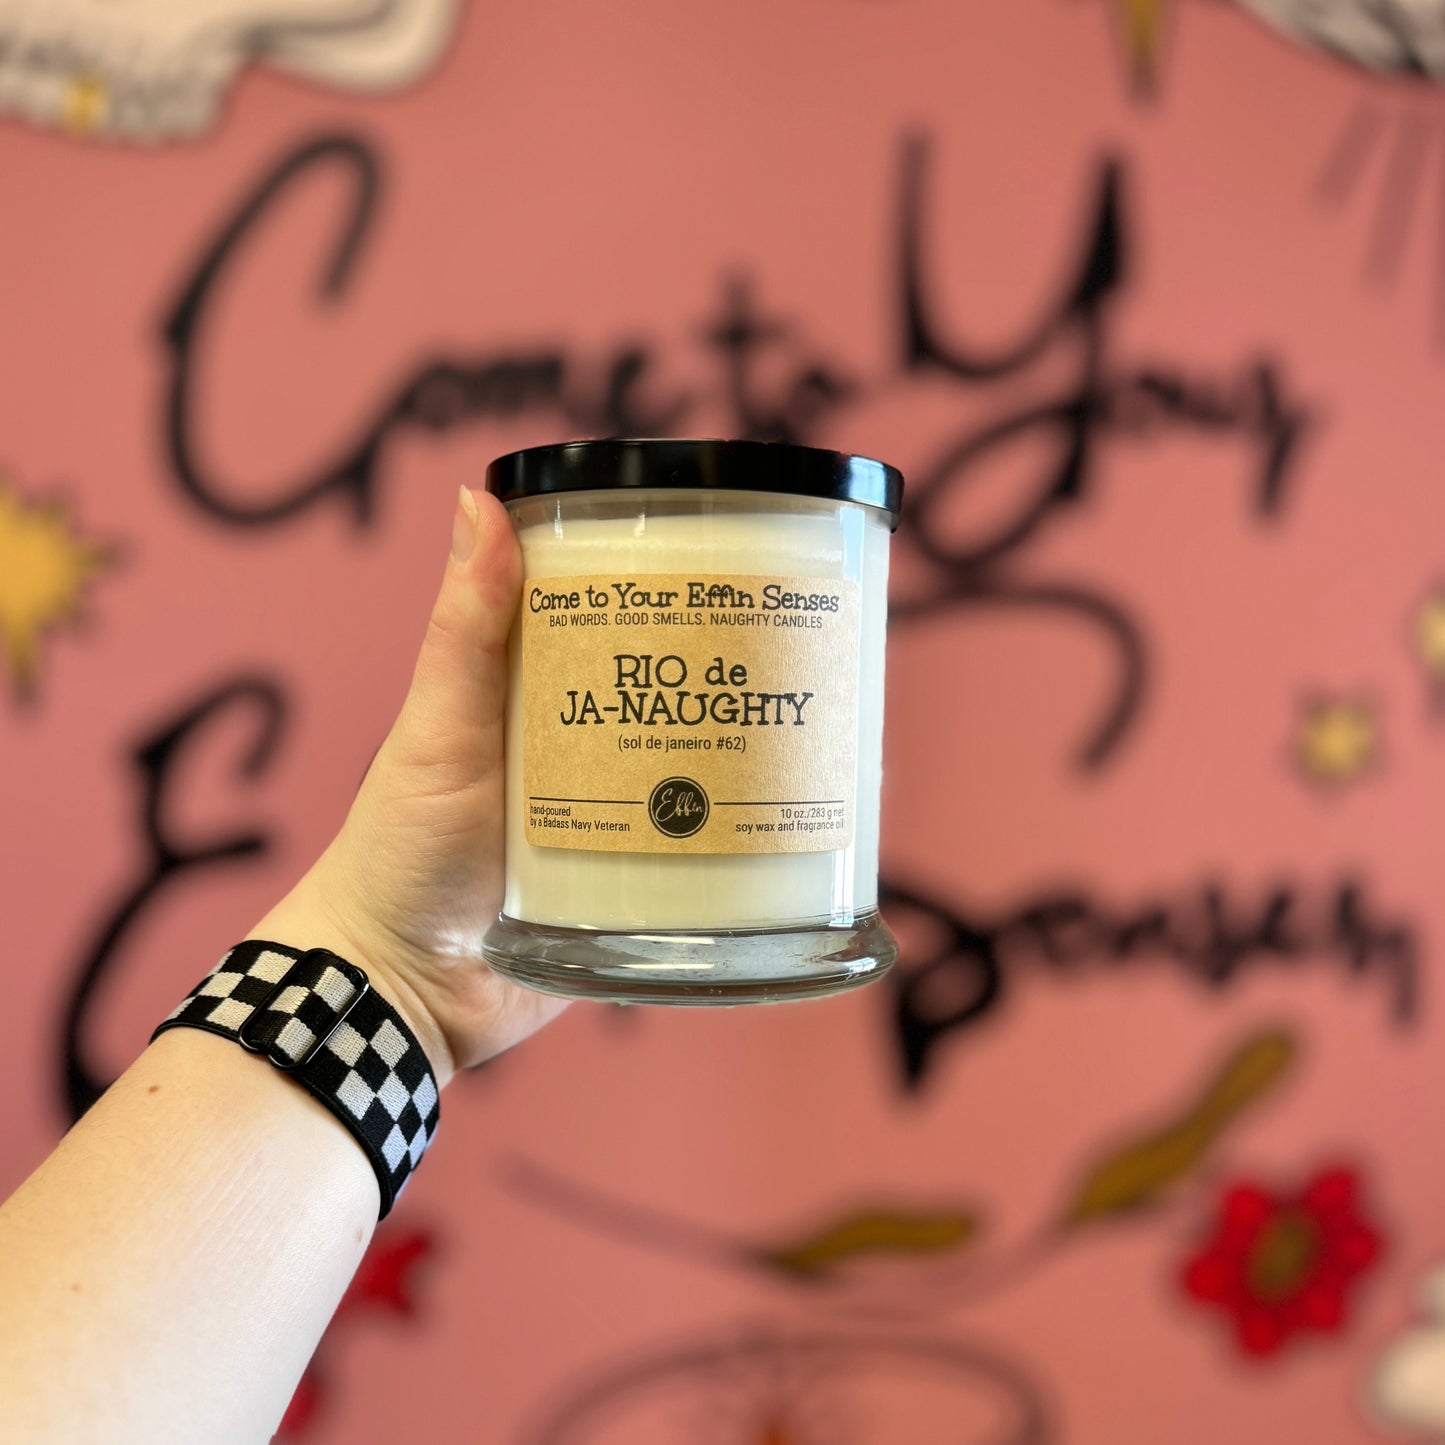 Come to Your
Effin Senses
Come to Your Effin Senses
BAD WORDS. GOOD SMELLS. NAUGHTY CANDLES
RIO de
JA-NAUGHTY
(sol de janeiro #62)
Effin
hand-poured
by a Badass Navy Veteran
10 oz./283 g net
soy wax and fragrance oil